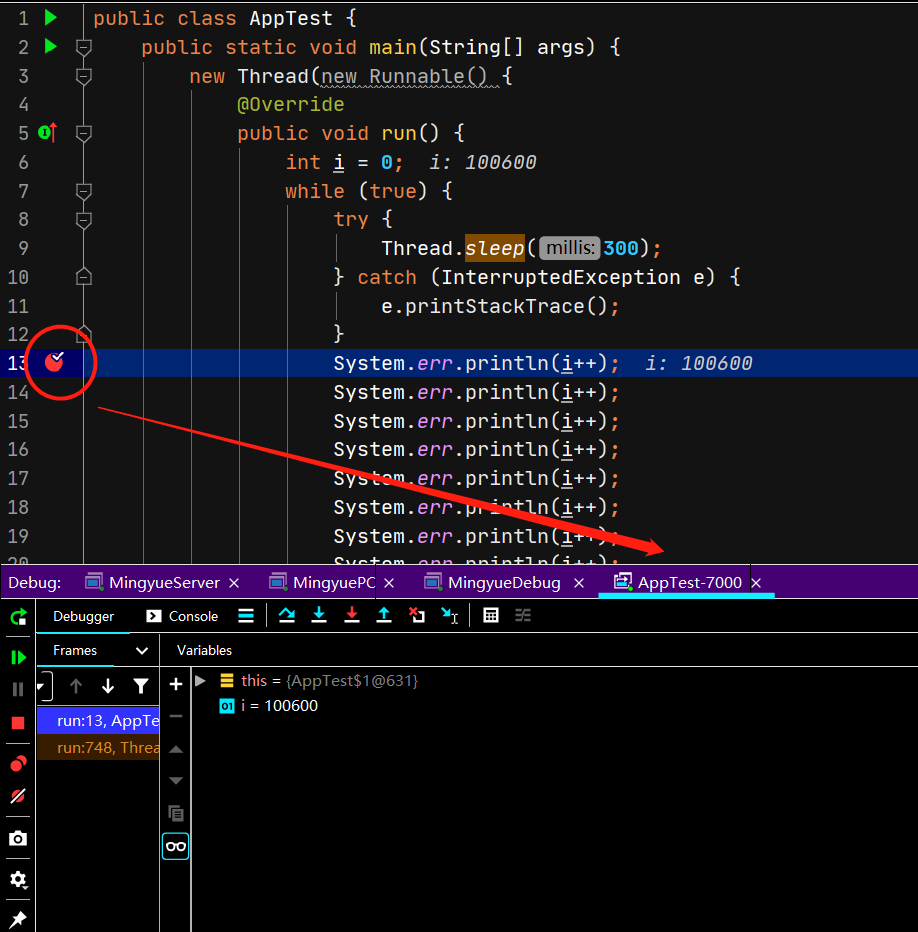 1 public class AppTest {
2 public static void main(String[] args) {
3 new Thread(new Runnable() {
4 @Override
5 public void run() {
6 int i = 0; i: 100600
7 while (true) {
8 try {
9 Thread.sleep( millis: 300);
10 } catch (InterruptedException e) {
11 e.printStackTrace();
12 }
13 System.err.println(i++); i: 100600
14 System.err.println(i++);
15 System.err.println(i++);
16 System.err.println(i++);
17 System.err.println(i++);
18 System.err.println(i++);
19 System.err.println(i++);
20 System.err.println(i++);
Debug: MingyueServer MingyuePC MingyueDebug AppTest-7000
Debugger Console
Frames Variables
this = {AppTest$1@631}
run:13, AppTe
01 i = 100600
run:748, Threa